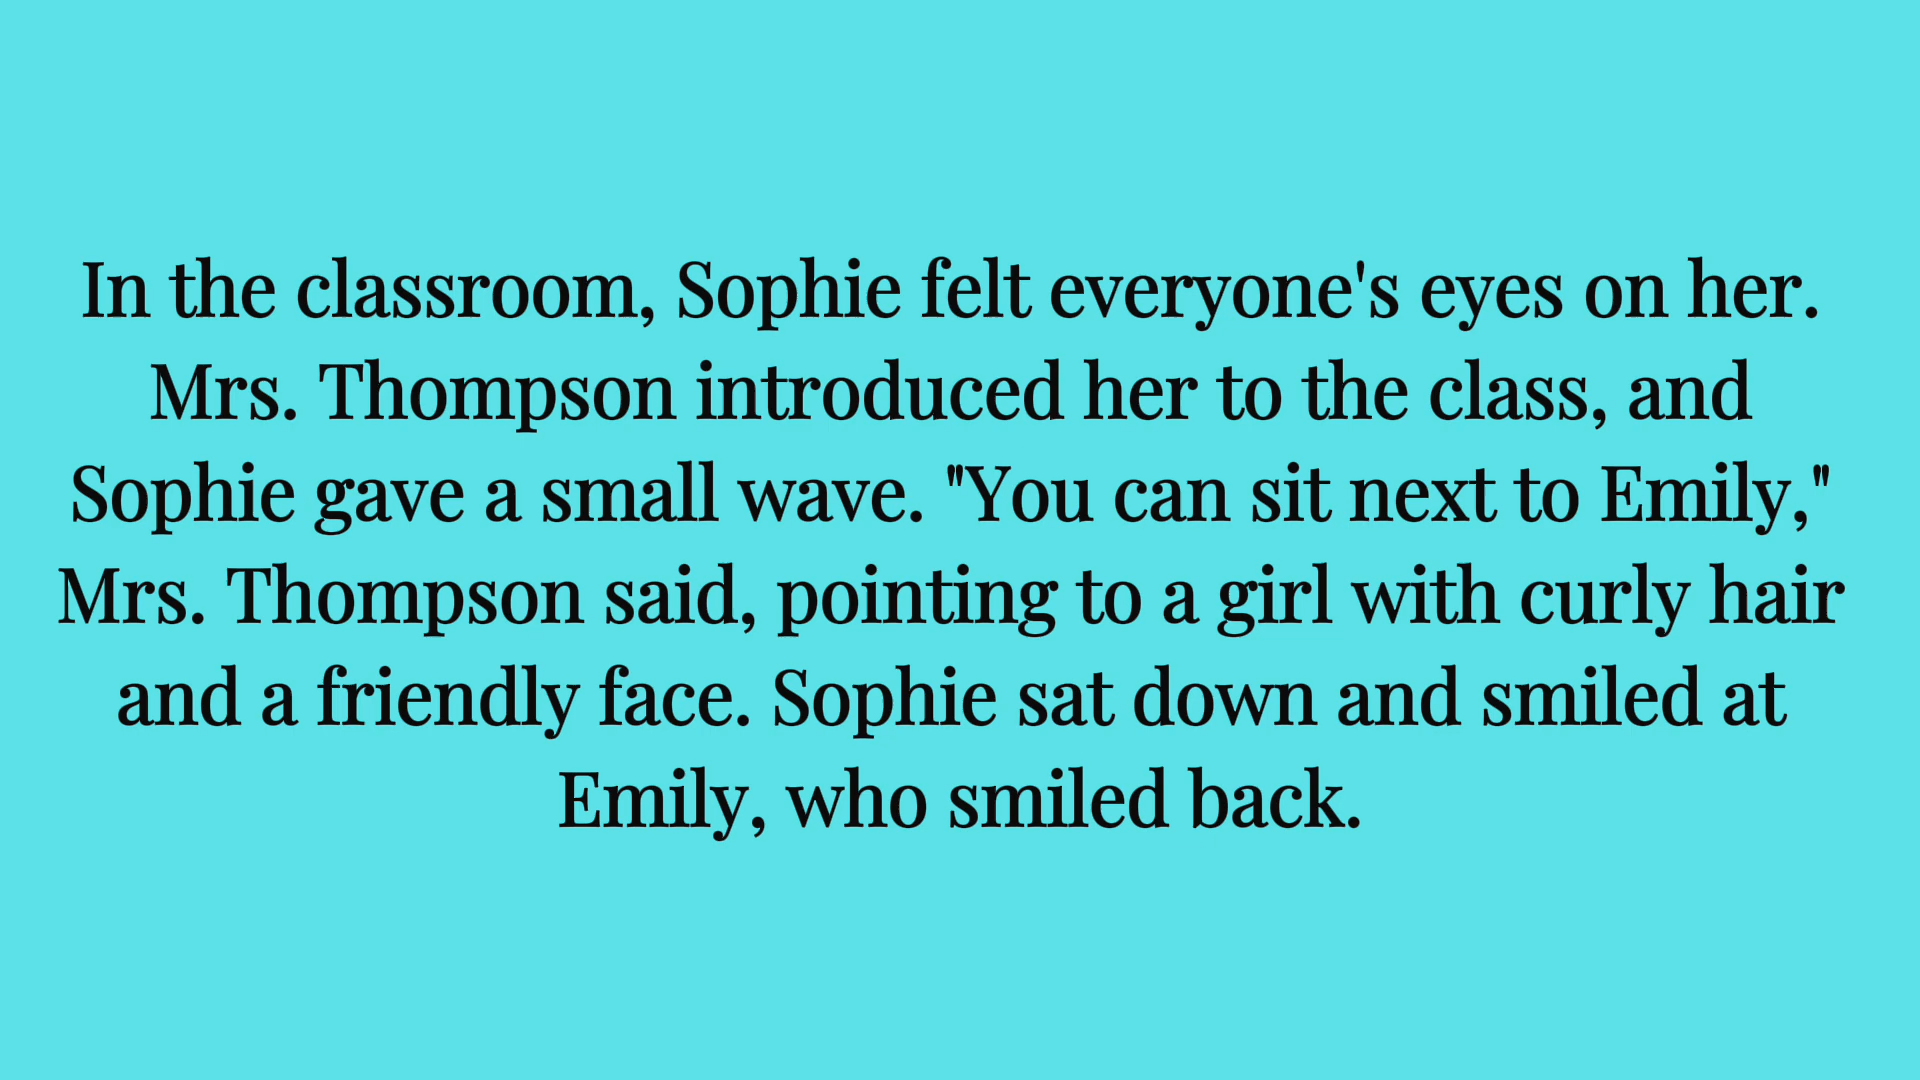 In the classroom, Sophie felt everyone's eyes on her.
Mrs. Thompson introduced her to the class, and
Sophie gave a small wave. "You can sit next to Emily,"
Mrs. Thompson said, pointing to a girl with curly hair
and a friendly face. Sophie sat down and smiled at
Emily, who smiled back.